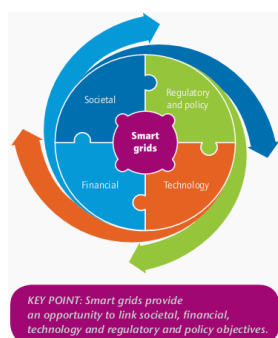 Societal
Regulatory
and policy
Smart
grids
Financial
Technology
KEY POINT: Smart grids provide
an opportunity to link societal, financial,
technology and regulatory and policy objectives.